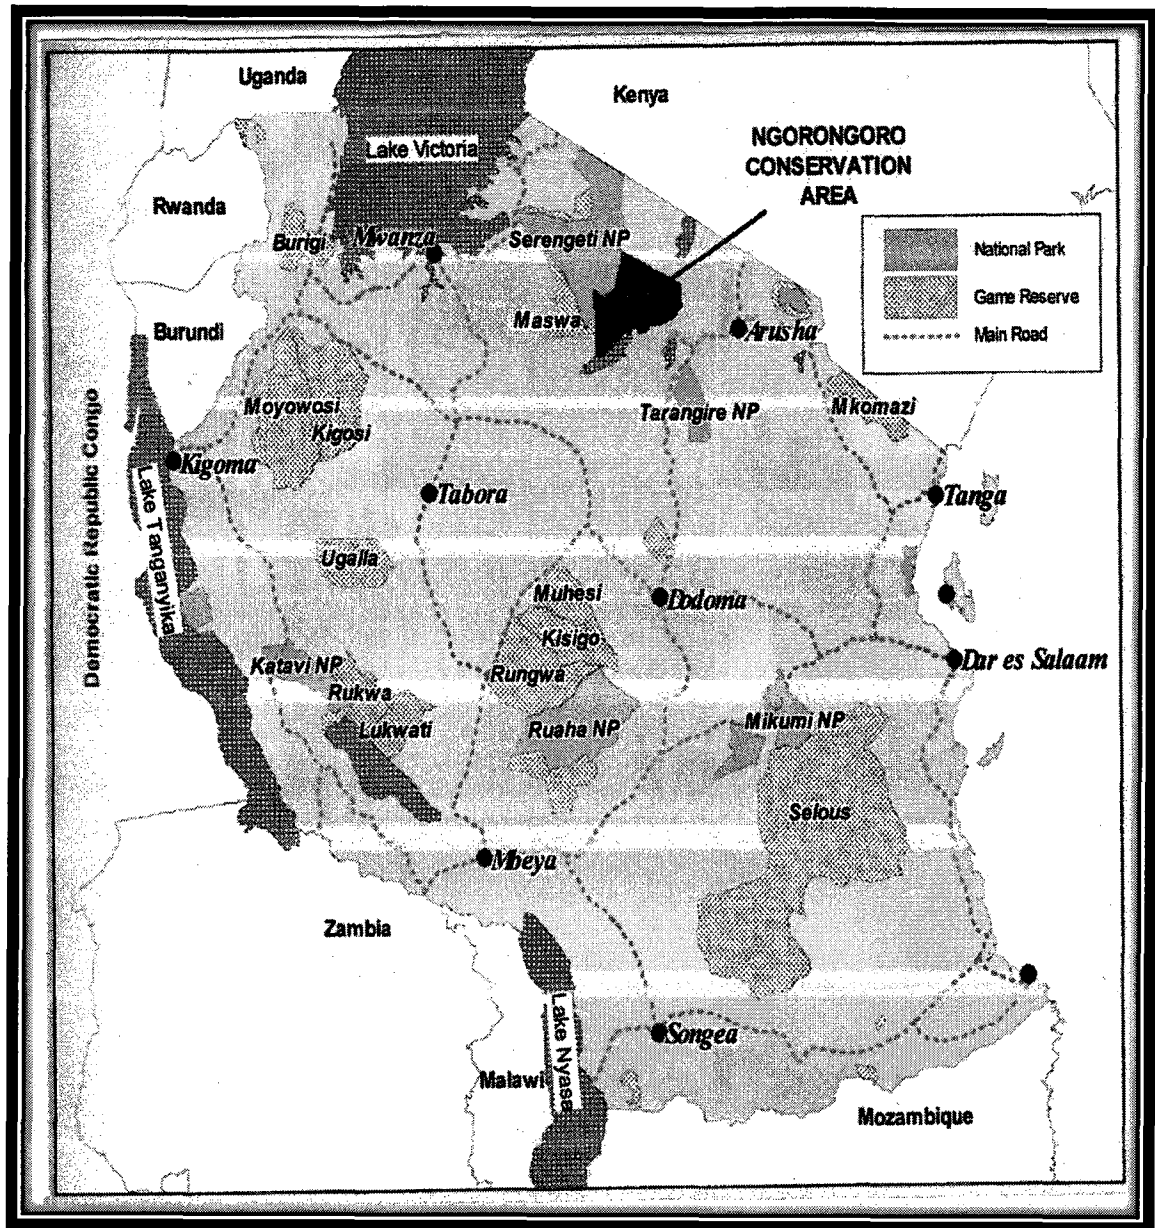 Uganda
Kenya
NGORONGORO
CONSERVATION
AREA
Lake Victoria
Rwanda
Burigi
Mwanza
Serengeti NP
National Park
Game Reserve
Main Road
Maswa
Arusha
Burundi
Moyowosi
Kigosi
Tarangire NP
Mkomazi
Democratic Republic Congo
Kigoma
Lake Tanganyika
Tabora
Tanga
Ugalla
Muhesi
Dodoma
Kisigo
Katavi NP
Rungwa
Dar es Salaam
Rukwa
Lukwati
Ruaha NP
Mikumi NP
Selous
Mbeya
Zambia
Lake Nyasa
Songea
Malawi
Mozambique